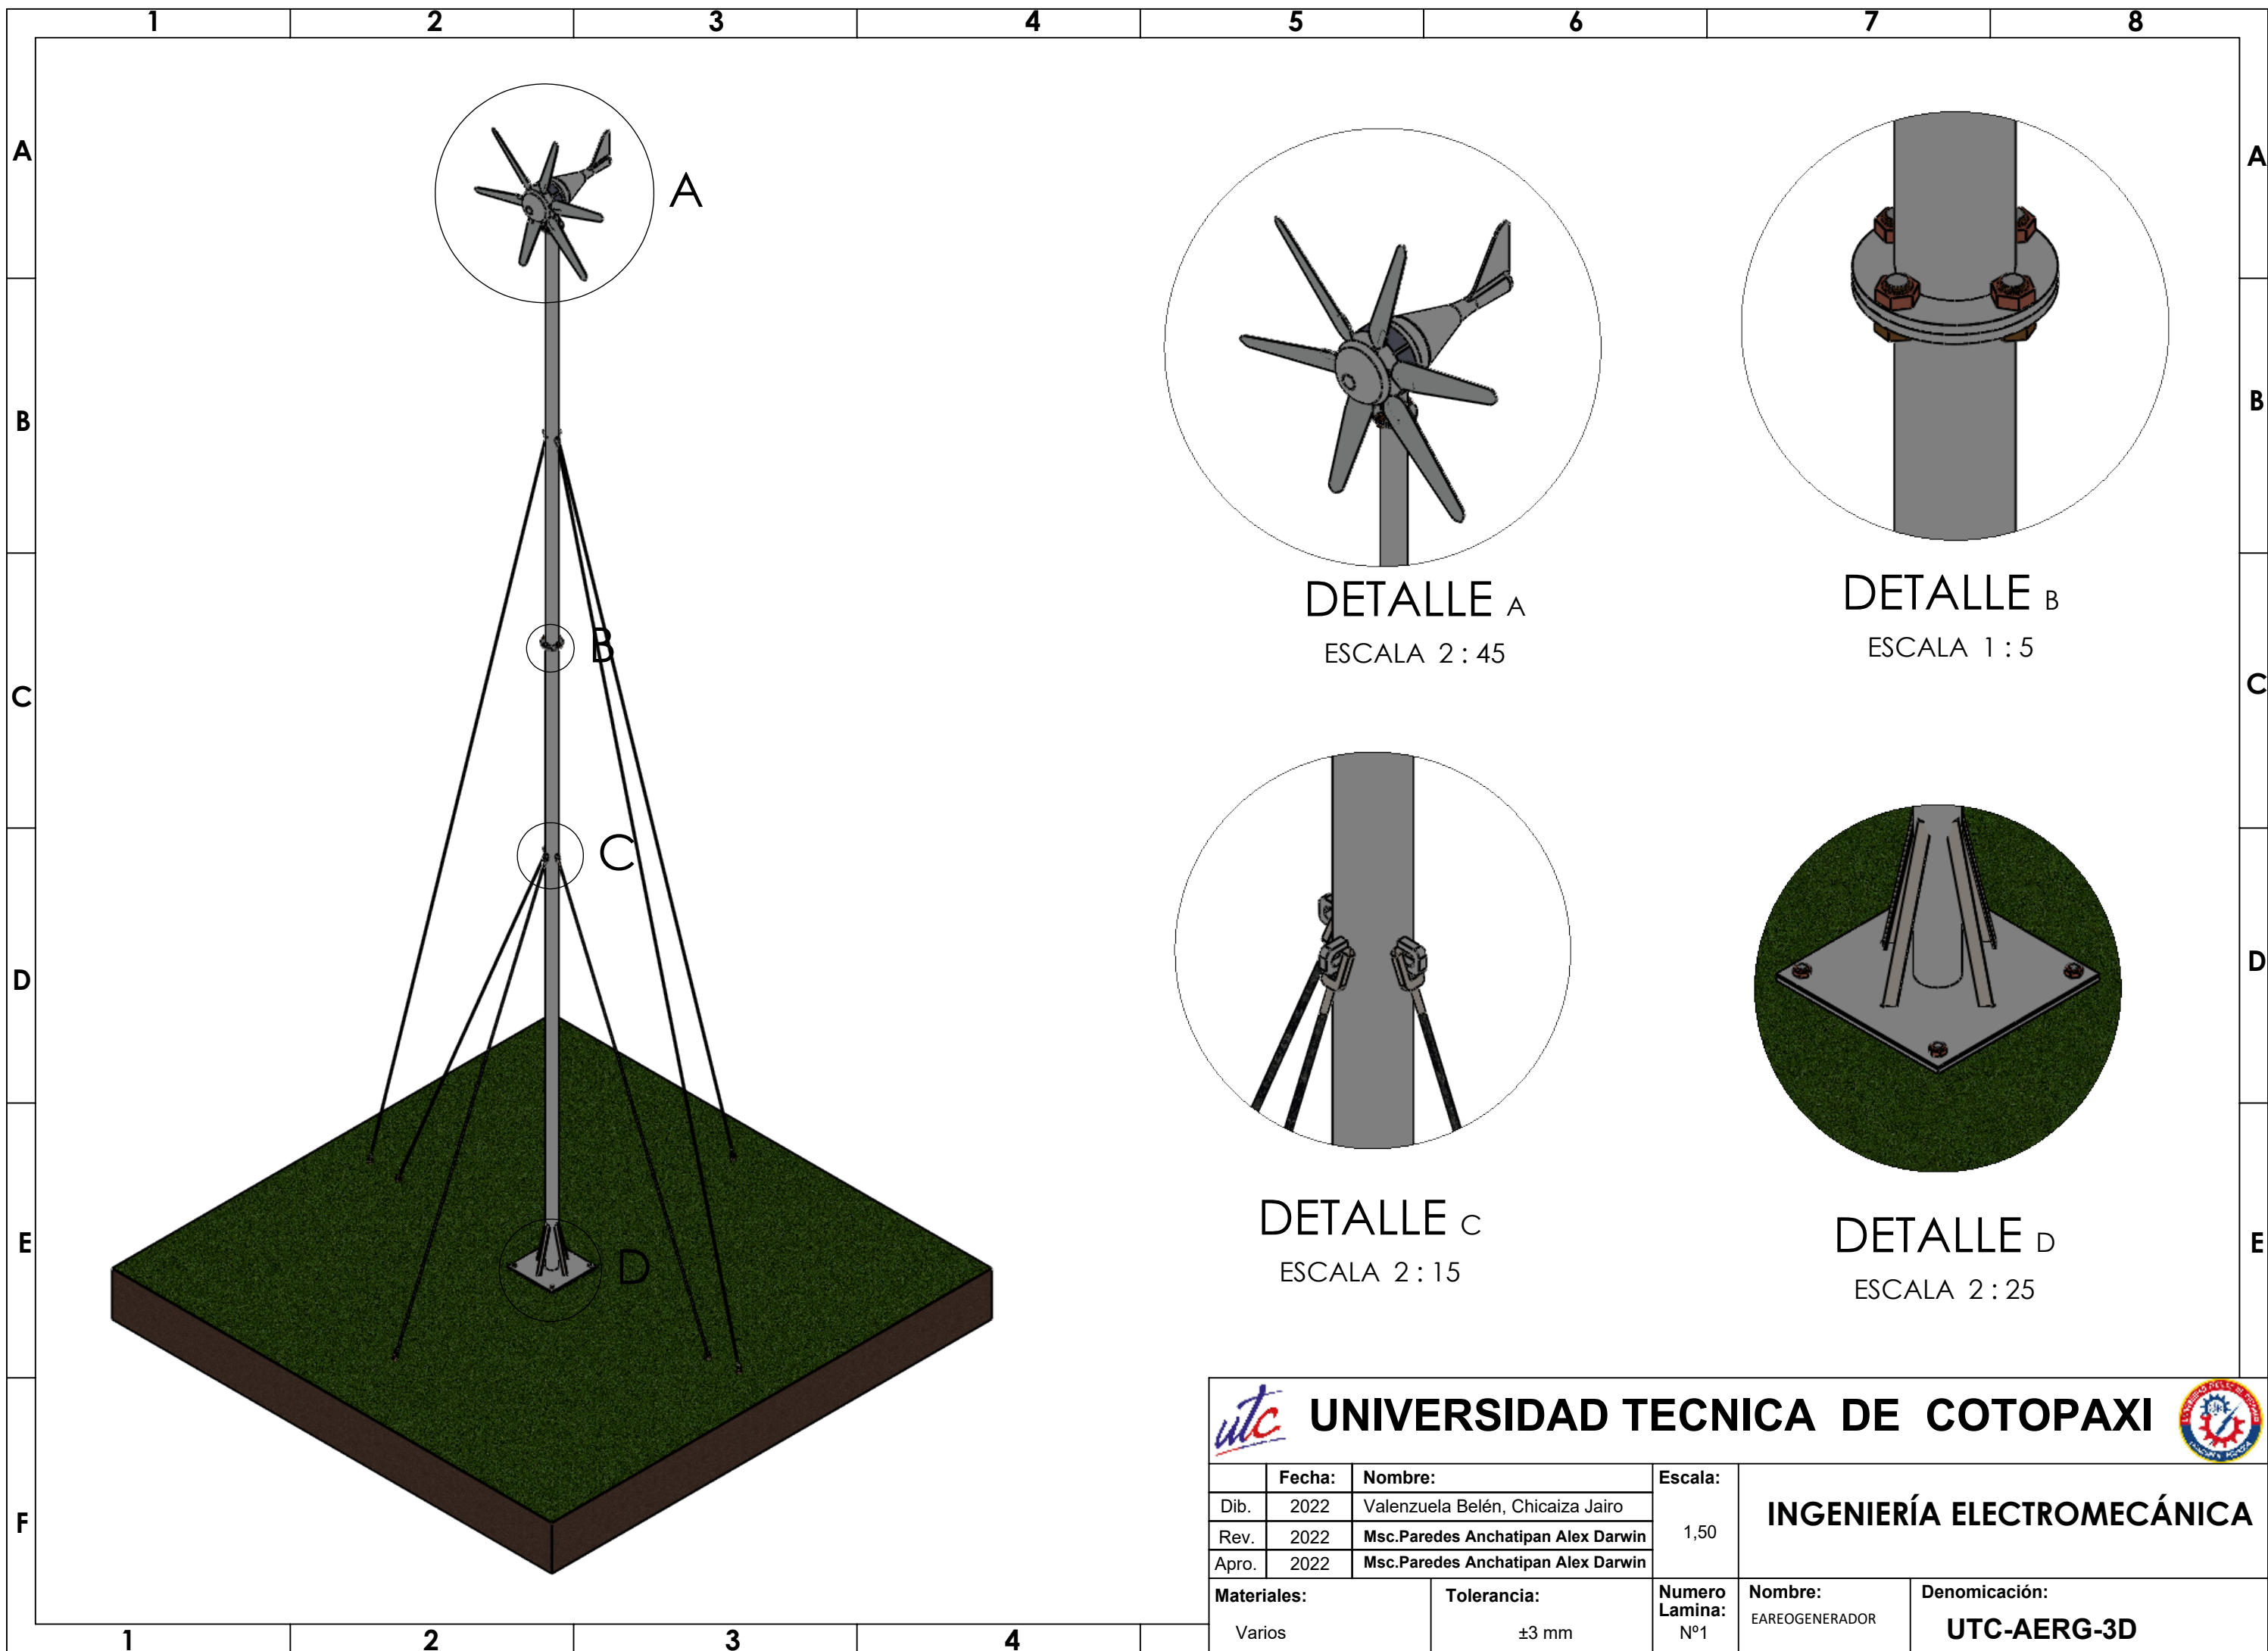 1 2 3 4 5 6 7 8
A A
B B
C C
D D
E E
F
A
B
C
D
DETALLE A
ESCALA 2 : 45
DETALLE B
ESCALA 1 : 5
DETALLE C
ESCALA 2 : 15
DETALLE D
ESCALA 2 : 25
utc UNIVERSIDAD TECNICA DE COTOPAXI
Fecha: Nombre: Escala:
Dib. 2022 Valenzuela Belén, Chicaiza Jairo
Rev. 2022 Msc.Paredes Anchatipan Alex Darwin
Apro. 2022 Msc.Paredes Anchatipan Alex Darwin
1,50
INGENIERÍA ELECTROMECÁNICA
Materiales:
Varios
Tolerancia:
±3 mm
Numero
Lamina:
Nº1
Nombre:
EAREOGENERADOR
Denomicación:
UTC-AERG-3D
1 2 3 4